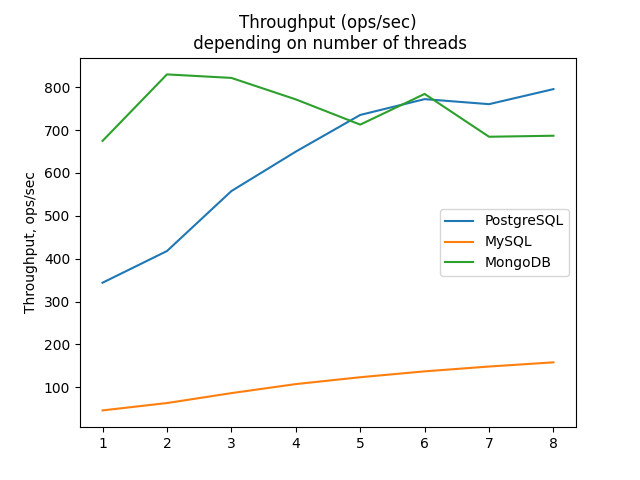 Throughput (ops/sec)
depending on number of threads
Throughput, ops/sec
800
700
600
500
400
300
200
100
PostgreSQL
MySQL
MongoDB
1 2 3 4 5 6 7 8